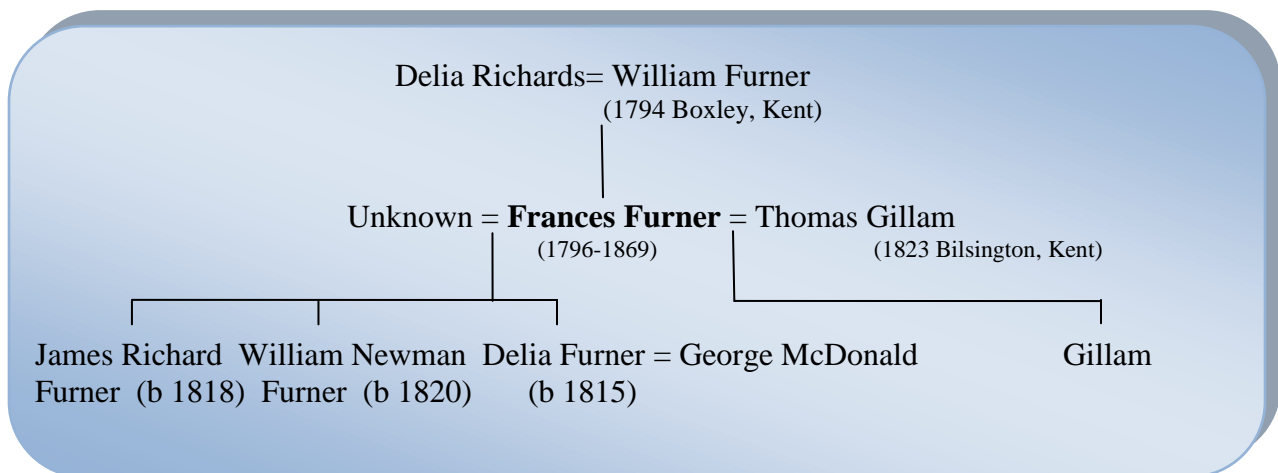 Delia Richards= William Furner
(1794 Boxley, Kent)
Unknown = Frances Furner = Thomas Gillam
(1796-1869) (1823 Bilsington, Kent)
James Richard William Newman Delia Furner = George McDonald Gillam
Furner (b 1818) Furner (b 1820) (b 1815)